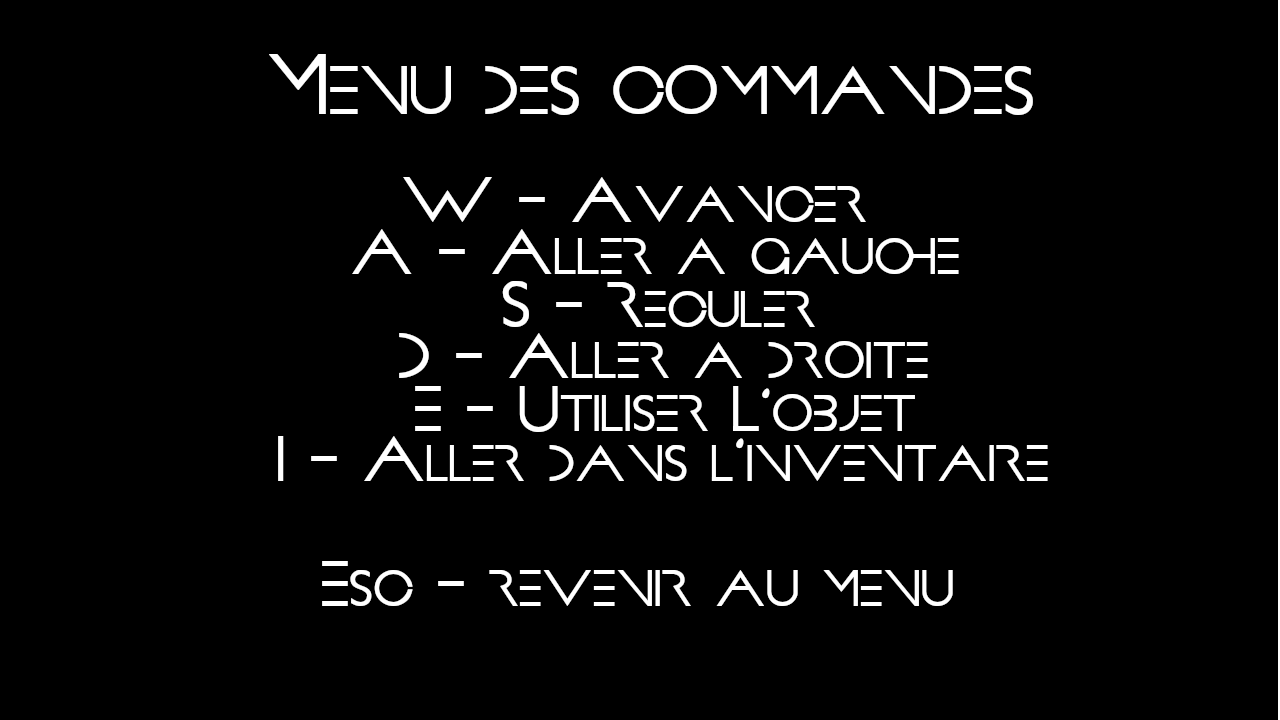 Menu des commandes
W - Avancer
A - Aller a gauche
S - Reculer
D - Aller a droite
E - Utiliser L'objet
I - Aller dans l'inventaire
Esc - revenir au menu